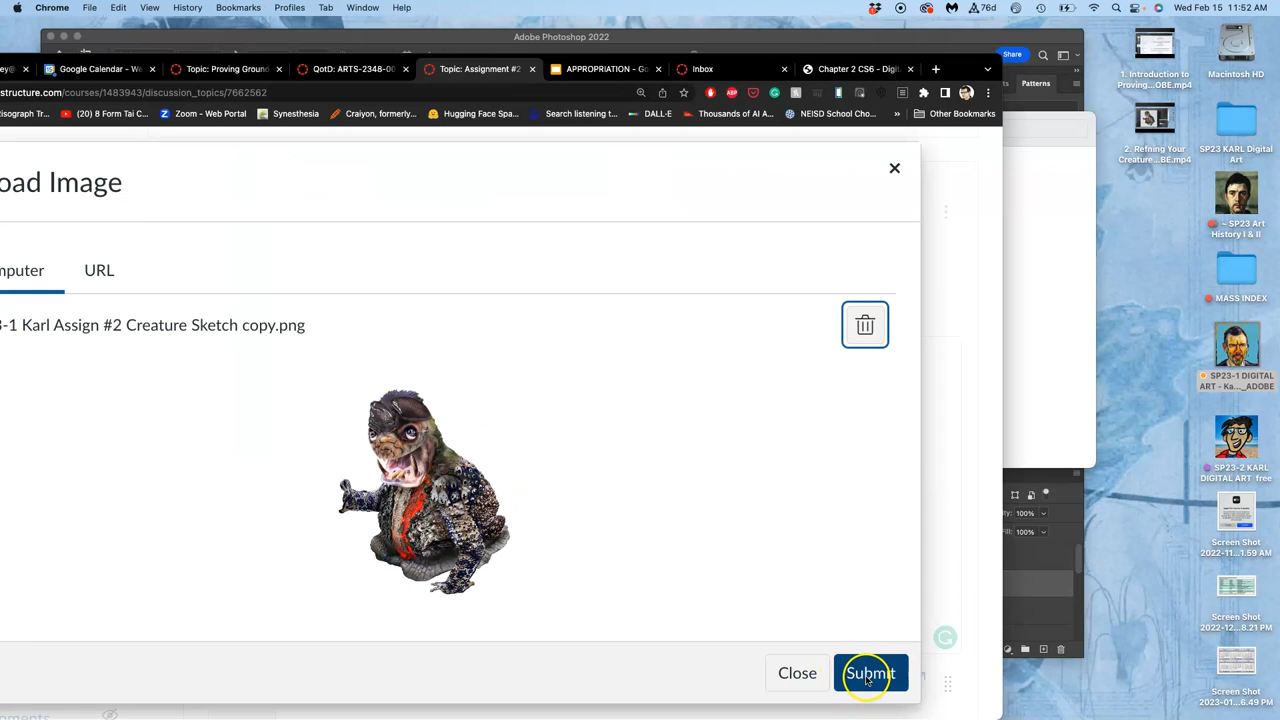 Chrome File Edit View History Bookmarks Profiles Tab Window Help
76d Wed Feb 15 11:52 AM
Adobe Photoshop 2022
Share
Google Calendar - We
Topic: Proving Groun
Topic: Assignment #2
APPROPRIATION - G
Inbox
Chapter 2 CS6 - Digit
Patterns
structure.com/courses/1483943/discussion_topics/7662562
ABP
(20) 8 Form Tai C...
Zoom - Web Portal
Synesthesia
Craiyon, formerly...
Hugging Face Spa...
Search listening t...
DALL-E
Thousands of AI A...
NEISD School Cho...
Other Bookmarks
oad Image
mputer
URL
3-1 Karl Assign #2 Creature Sketch copy.png
Close
Submit
100%
100%
1. Introduction to
Proving...OBE.mp4
Macintosh HD
2. Refning Your
Creature...BE.mp4
SP23 KARL Digital
Art
~ SP23 Art
History I & II
MASS INDEX
SP23-1 DIGITAL
ART - Ka..._ADOBE
SP23-2 KARL
DIGITAL ART free
Screen Shot
2022-11...1.59 AM
Screen Shot
2022-12...8.21 PM
Screen Shot
2023-01...6.49 PM